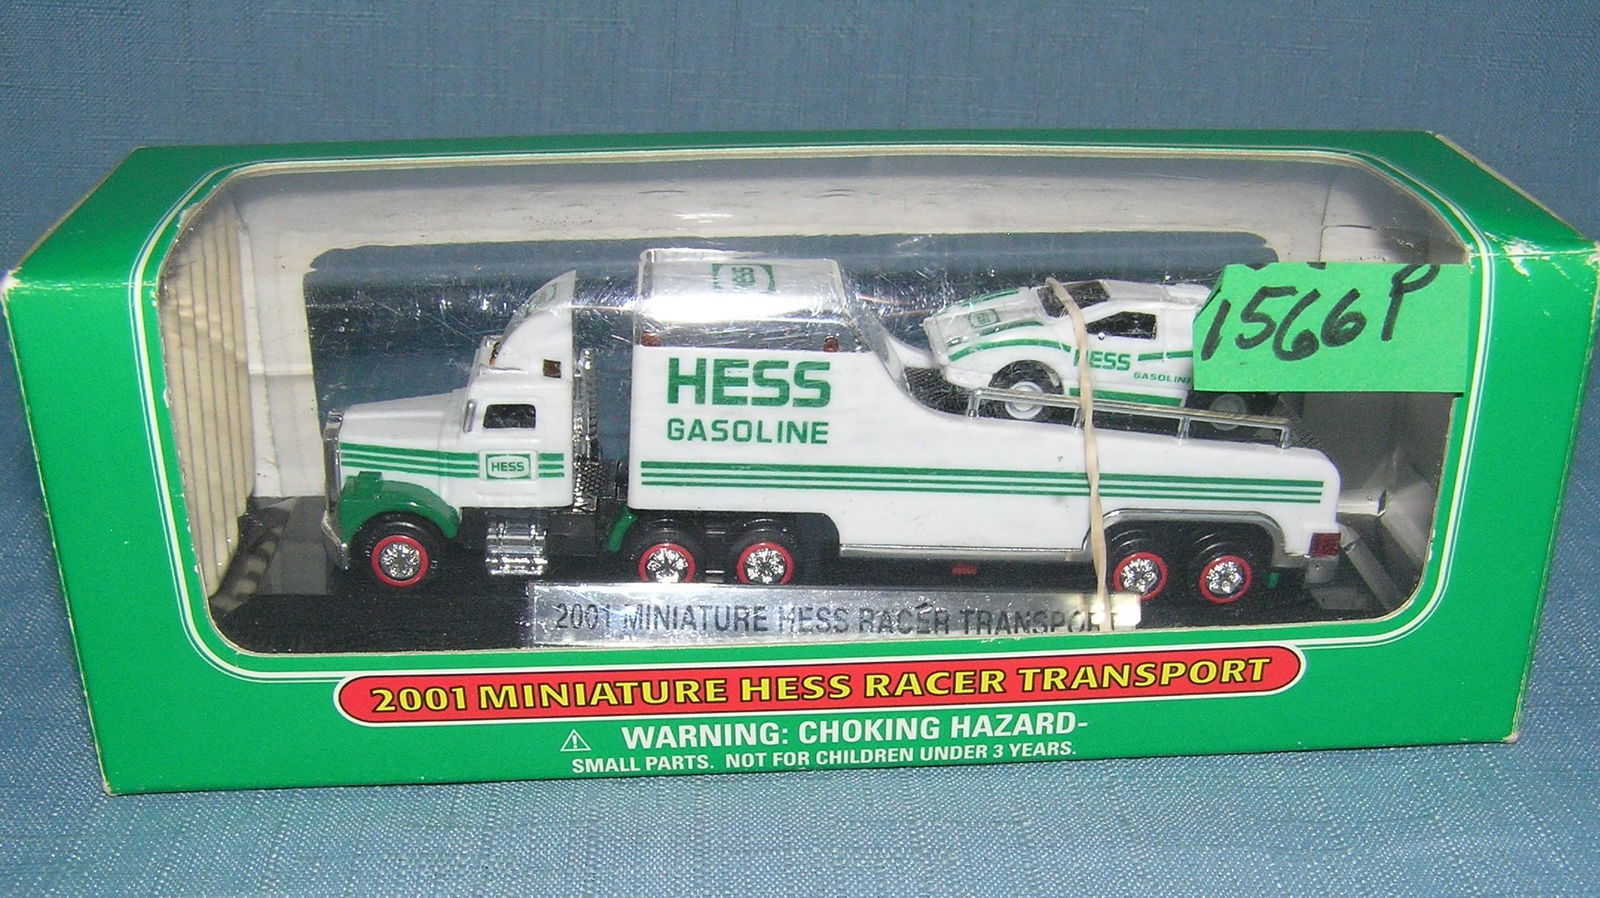 HESS
1566P
HESS
GASOLINE
HESS
GASOLINE
HESS
2001 MINIATURE HESS RACER TRANSPORT
2001 MINIATURE HESS RACER TRANSPORT
WARNING: CHOKING HAZARD-
SMALL PARTS. NOT FOR CHILDREN UNDER 3 YEARS.